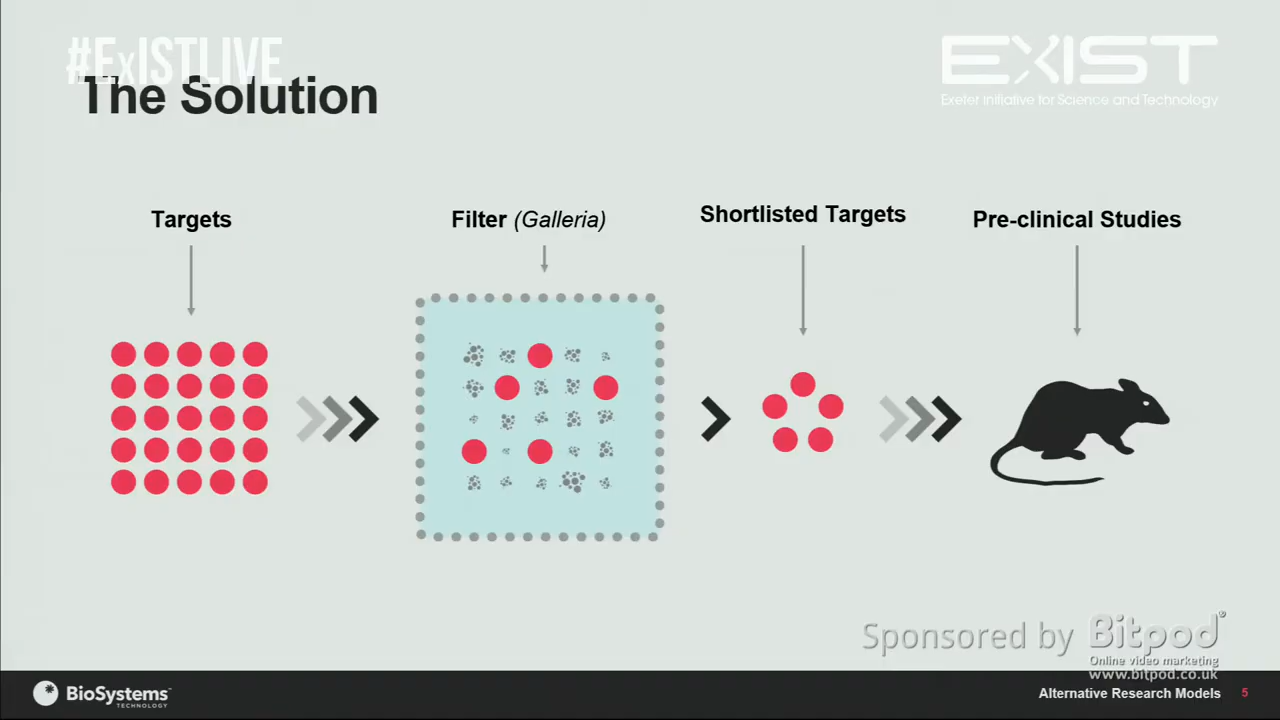 #ExISTLIVE
The Solution
EXIST
Exeter Initiative for Science and Technology
Targets
Filter (Galleria)
Shortlisted Targets
Pre-clinical Studies
Sponsored by Bitpod®
Online video marketing
www.bitpod.co.uk
BioSystems™
TECHNOLOGY
Alternative Research Models 5